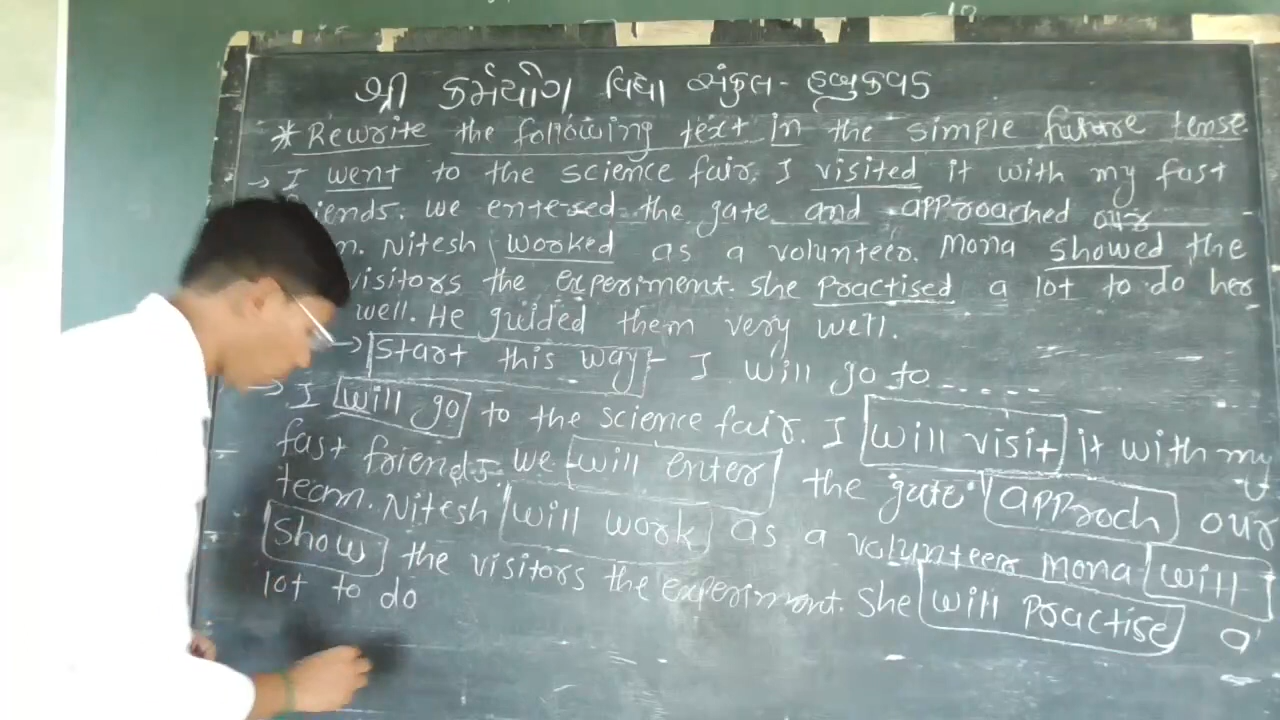 શ્રી કર્મયોગ વિદ્યા સંકુલ - હળુકવડ
* Rewrite the following text in the simple future tense.
→ I went to the science fair. I visited it with my fast
iends. we entered the gate and approached our
m. Nitesh worked as a volunteer. Mona showed the
visitors the experiment. she practised a lot to do her
well. He guided them very well.
→ Start this way - I will go to ......
→ I will go to the science fair. I will visit it with my
fast friends. we will enter the gate approch our
team. Nitesh will work as a volunteer mona will
show the visitors the experiment. She will practise a
lot to do